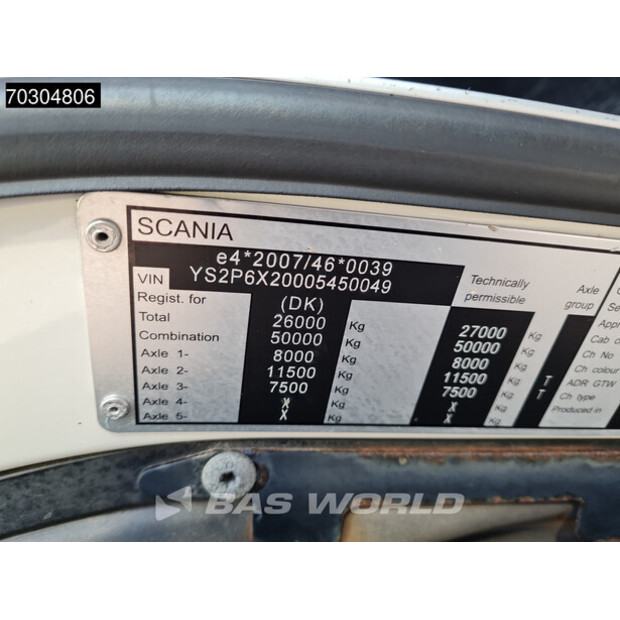 70304806
SCANIA
e4*2007/46*0039
VIN YS2P6X20005450049
Regist. for (DK) Technically permissible Axle group
Total 26000 Kg 27000 Kg
Combination 50000 Kg 50000 Kg
Axle 1- 8000 Kg 8000 Kg
Axle 2- 11500 Kg 11500 Kg T
Axle 3- 7500 Kg 7500 Kg T
Axle 4- X Kg X Kg
Axle 5- X Kg X Kg
Cab
Ch No
Ch colour
ADR GTW
Ch type
Produced in
BAS WORLD